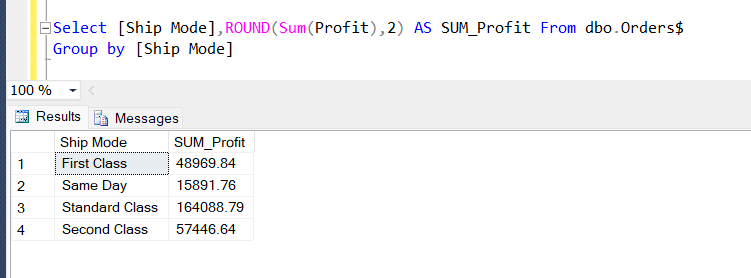 Select [Ship Mode],ROUND(Sum(Profit),2) AS SUM_Profit From dbo.Orders$
Group by [Ship Mode]
100 %
Results Messages
Ship Mode SUM_Profit
1 First Class 48969.84
2 Same Day 15891.76
3 Standard Class 164088.79
4 Second Class 57446.64